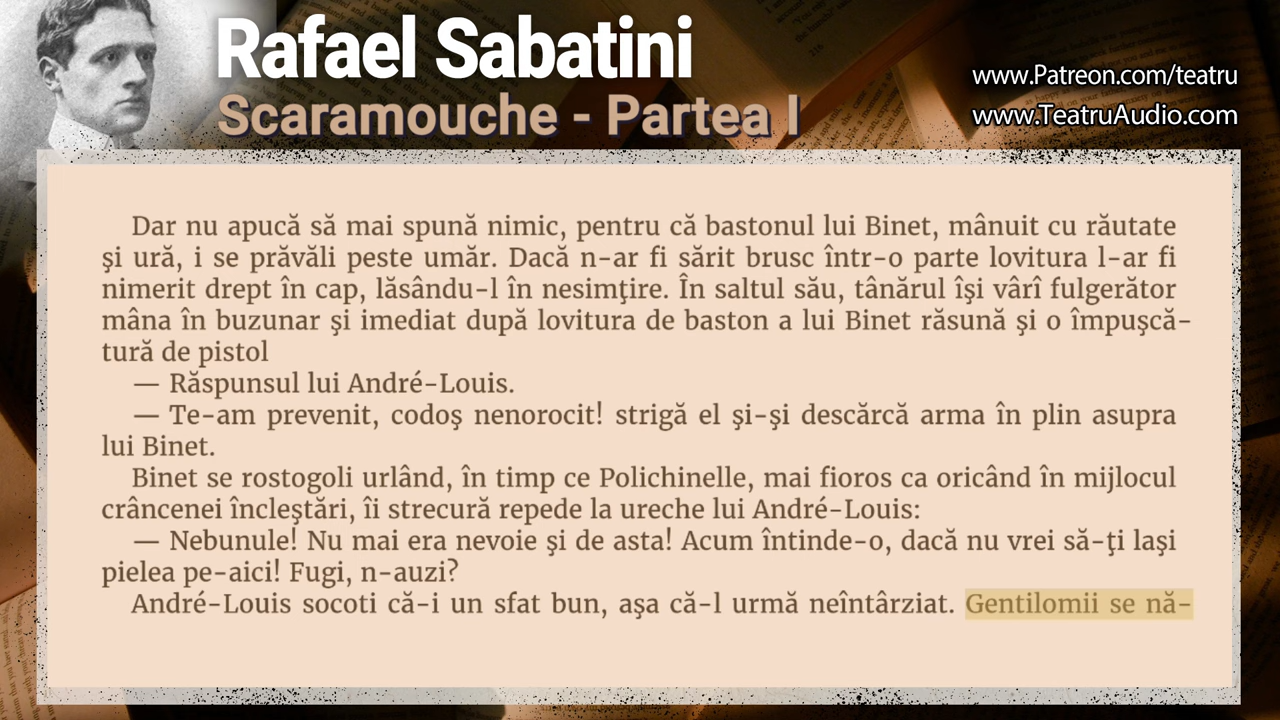 Rafael Sabatini
Scaramouche - Partea I
www.Patreon.com/teatru
www.TeatruAudio.com
Dar nu apucă să mai spună nimic, pentru că bastonul lui Binet, mânuit cu răutate
şi ură, i se prăvăli peste umăr. Dacă n-ar fi sărit brusc într-o parte lovitura l-ar fi
nimerit drept în cap, lăsându-l în nesimţire. În saltul său, tânărul îşi vârî fulgerător
mâna în buzunar şi imediat după lovitura de baston a lui Binet răsună şi o împuşcă-
tură de pistol
— Răspunsul lui André-Louis.
— Te-am prevenit, codoş nenorocit! strigă el şi-şi descărcă arma în plin asupra
lui Binet.
Binet se rostogoli urlând, în timp ce Polichinelle, mai fioros ca oricând în mijlocul
crâncenei încleştări, îi strecură repede la ureche lui André-Louis:
— Nebunule! Nu mai era nevoie şi de asta! Acum întinde-o, dacă nu vrei să-ţi laşi
pielea pe-aici! Fugi, n-auzi?
André-Louis socoti că-i un sfat bun, aşa că-l urmă neîntârziat. Gentilomii se nă-